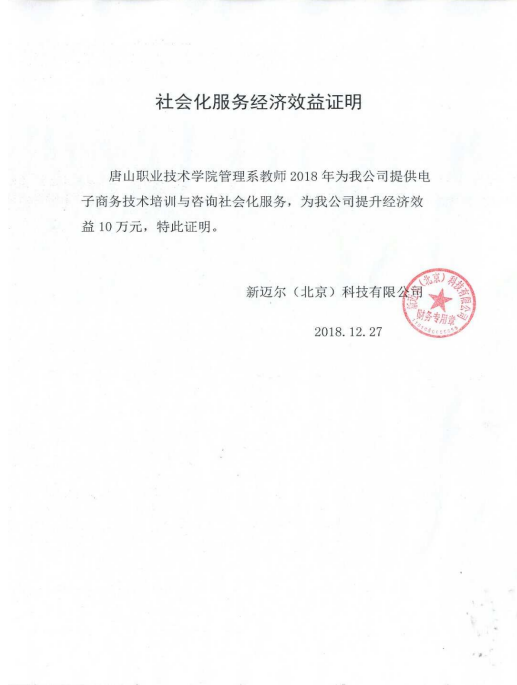 社会化服务经济效益证明
唐山职业技术学院管理系教师 2018 年为我公司提供电
子商务技术培训与咨询社会化服务，为我公司提升经济效
益 10 万元，特此证明。
新迈尔（北京）科技有限公司
2018.12.27
财务专用章